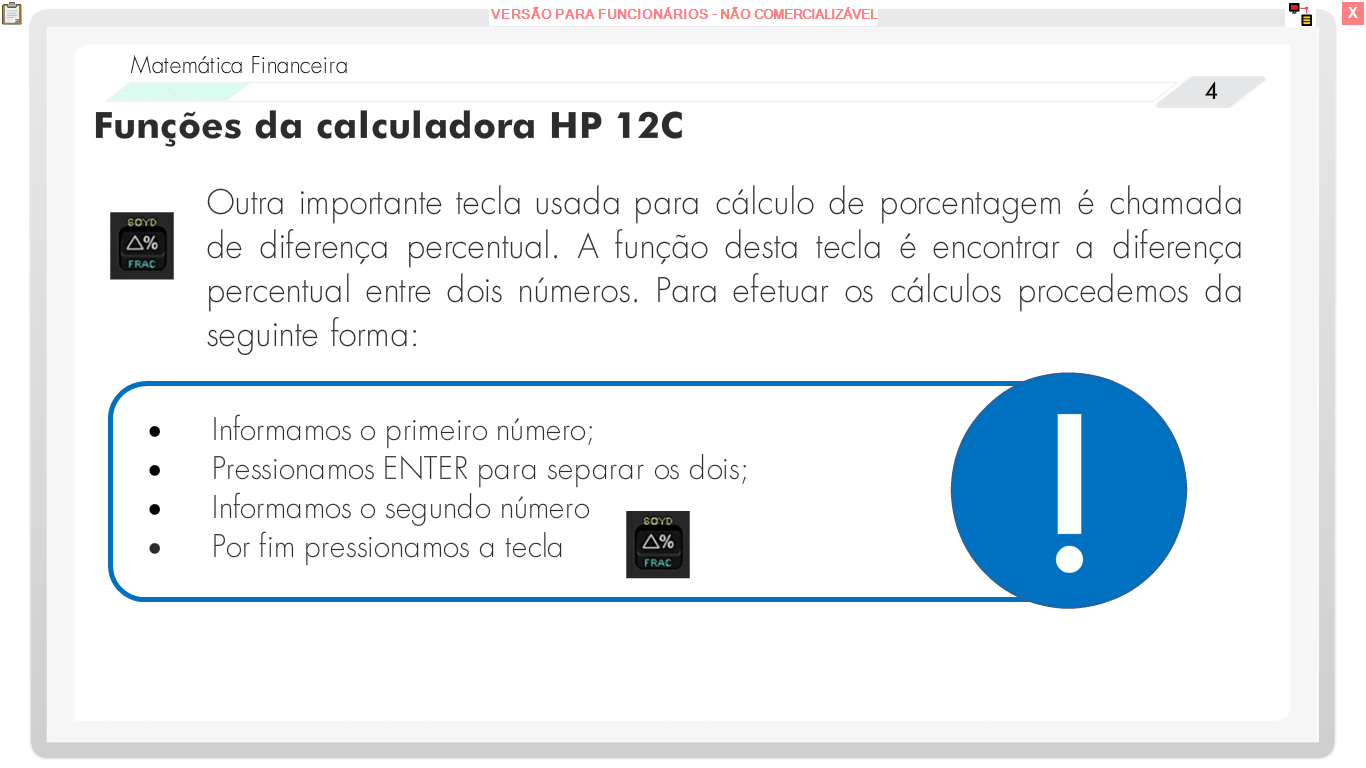 VERSÃO PARA FUNCIONÁRIOS - NÃO COMERCIALIZÁVEL
X
Matemática Financeira
4
Funções da calculadora HP 12C
SOYD
△%
FRAC
Outra importante tecla usada para cálculo de porcentagem é chamada
de diferença percentual. A função desta tecla é encontrar a diferença
percentual entre dois números. Para efetuar os cálculos procedemos da
seguinte forma:
• Informamos o primeiro número;
• Pressionamos ENTER para separar os dois;
• Informamos o segundo número
• Por fim pressionamos a tecla
SOYD
△%
FRAC
!